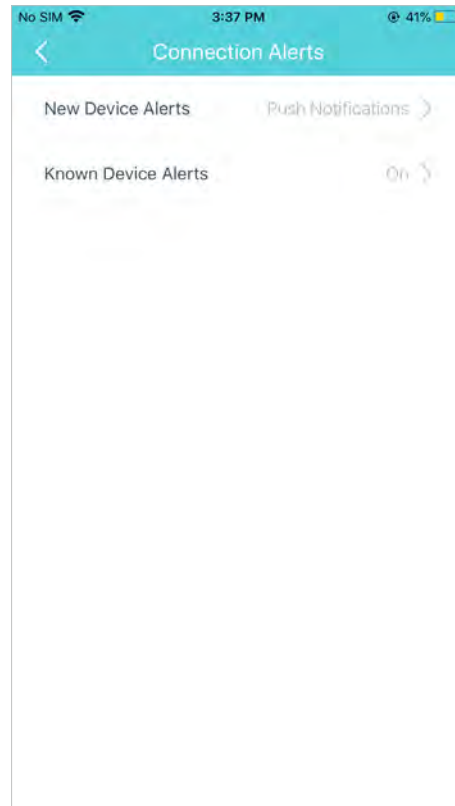 No SIM 3:37 PM 41%
Connection Alerts
New Device Alerts Push Notifications
Known Device Alerts On